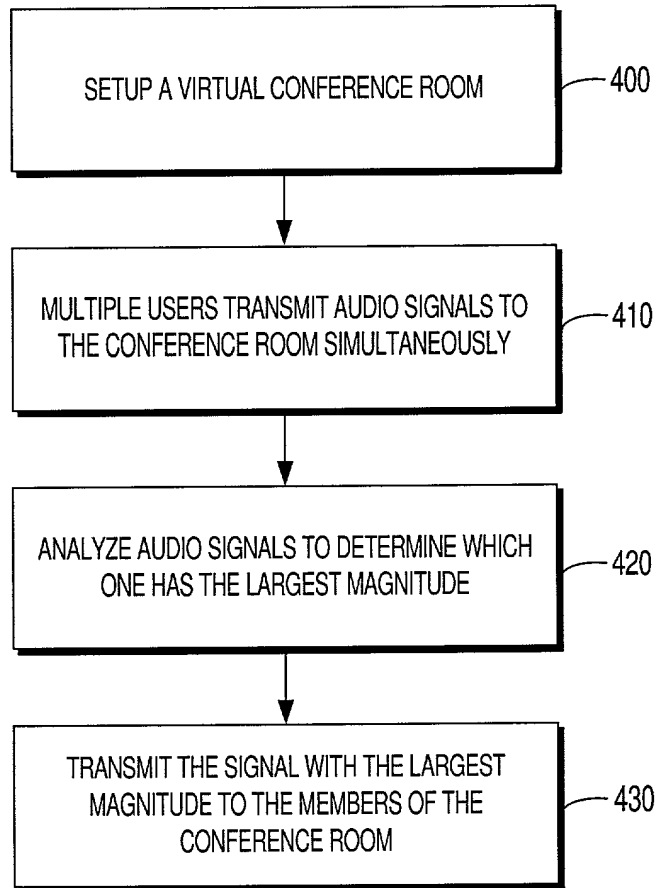 SETUP A VIRTUAL CONFERENCE ROOM
400
MULTIPLE USERS TRANSMIT AUDIO SIGNALS TO
THE CONFERENCE ROOM SIMULTANEOUSLY
410
ANALYZE AUDIO SIGNALS TO DETERMINE WHICH
ONE HAS THE LARGEST MAGNITUDE
420
TRANSMIT THE SIGNAL WITH THE LARGEST
MAGNITUDE TO THE MEMBERS OF THE
CONFERENCE ROOM
430